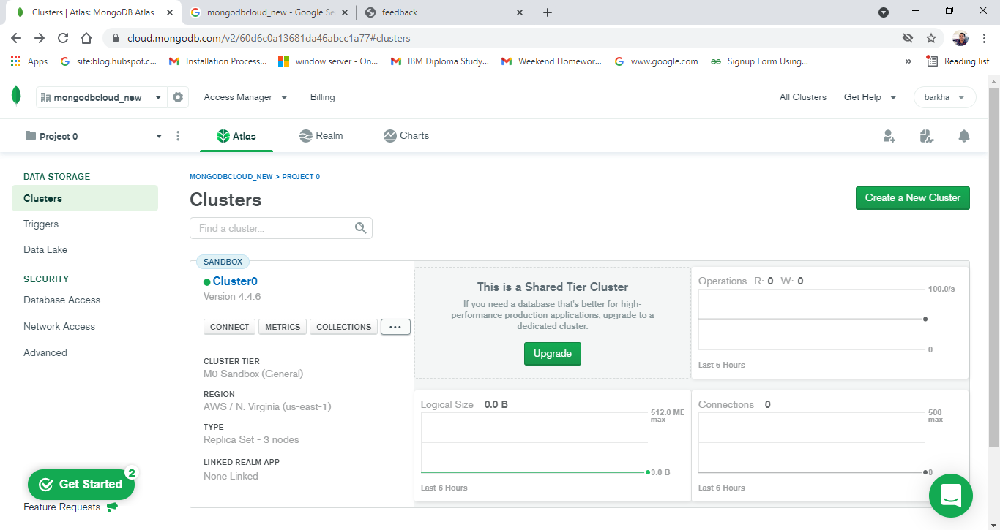 Clusters | Atlas: MongoDB Atlas
mongodbcloud_new - Google Se
feedback
cloud.mongodb.com/v2/60d6c0a13681da46abcc1a77#clusters
Apps
site:blog.hubspot.c...
Installation Process...
window server - On...
IBM Diploma Study...
Weekend Homewor...
www.google.com
Signup Form Using...
»
Reading list
mongodbcloud_new
Access Manager
Billing
All Clusters
Get Help
barkha
Project 0
Atlas
Realm
Charts
DATA STORAGE
Clusters
Triggers
Data Lake
SECURITY
Database Access
Network Access
Advanced
Get Started
2
Feature Requests
MONGODBCLOUD_NEW > PROJECT 0
Clusters
Create a New Cluster
Find a cluster...
SANDBOX
Cluster0
Version 4.4.6
CONNECT
METRICS
COLLECTIONS
...
CLUSTER TIER
M0 Sandbox (General)
REGION
AWS / N. Virginia (us-east-1)
TYPE
Replica Set - 3 nodes
LINKED REALM APP
None Linked
This is a Shared Tier Cluster
If you need a database that's better for high-
performance production applications, upgrade to a
dedicated cluster.
Upgrade
Operations R: 0 W: 0
100.0/s
0
Last 6 Hours
Logical Size 0.0 B
512.0 MB
max
0.0 B
Last 6 Hours
Connections 0
500
max
0
Last 6 Hours